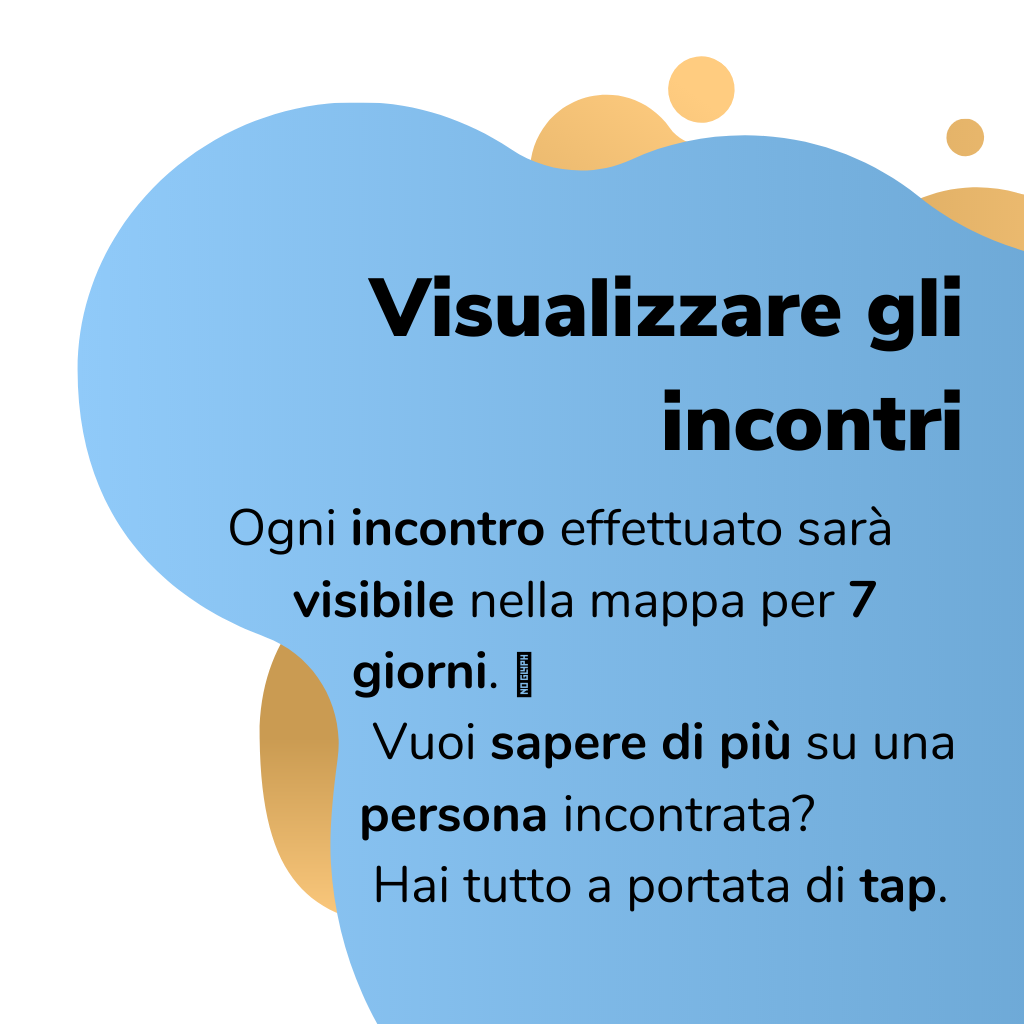 Visualizzare gli
incontri
Ogni incontro effettuato sarà
visibile nella mappa per 7
giorni.
Vuoi sapere di più su una
persona incontrata?
Hai tutto a portata di tap.